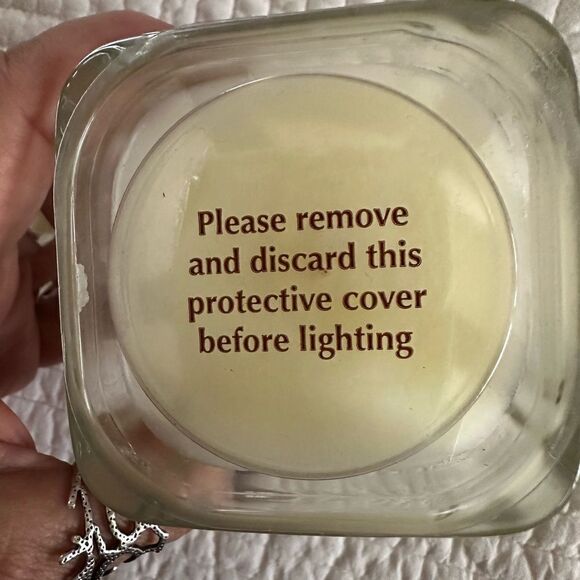 Please remove
and discard this
protective cover
before lighting